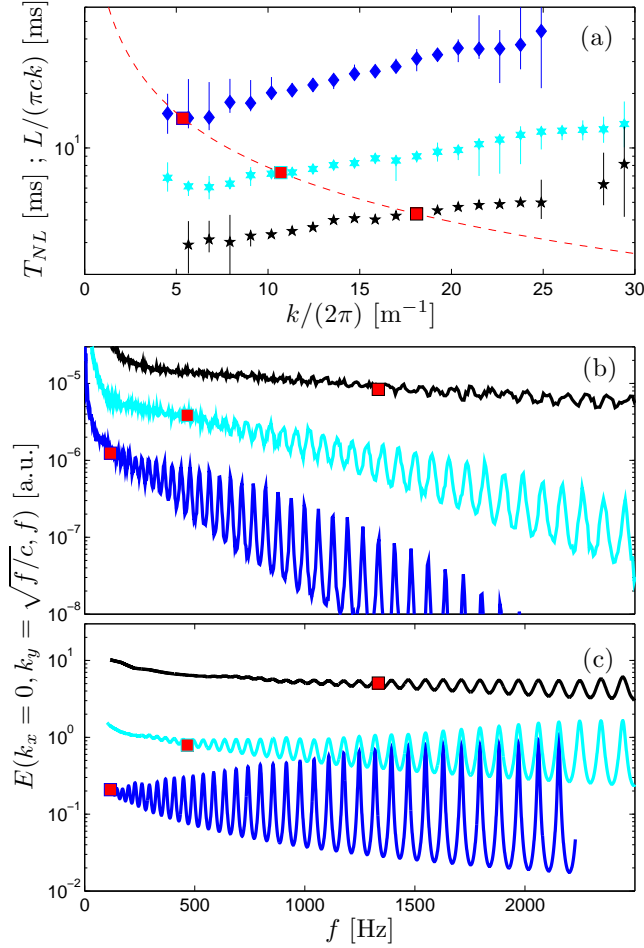 T_{NL} [ms] ; L/(πck) [ms]
(a)
10^1
5 10 15 20 25 30
k/(2π) [m^{−1}]
E(k_x = 0, k_y = √f/c, f) [a.u.]
(b)
10^{−5}
10^{−6}
10^{−7}
10^{−8}
(c)
10^1
10^0
10^{−1}
10^{−2}
0 500 1000 1500 2000
f [Hz]